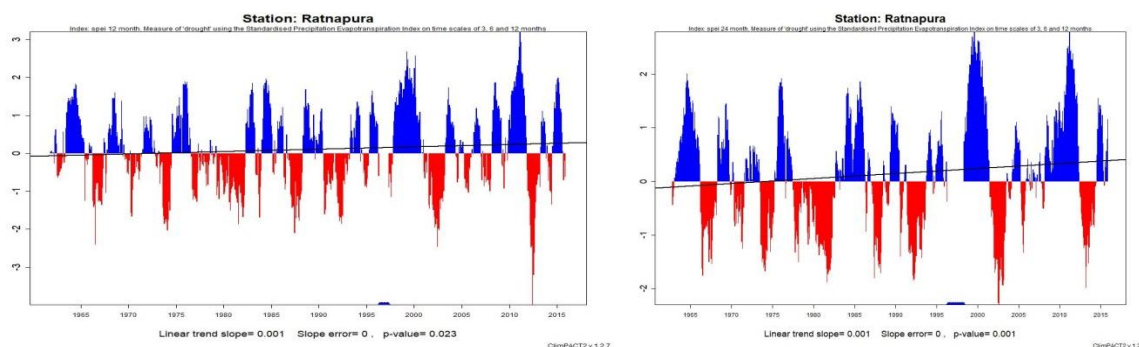 Station: Ratnapura
Index: spei 12 month. Measure of 'drought' using the Standardised Precipitation Evapotranspiration Index on time scales of 3, 6 and 12 months
3
2
1
0
-1
-2
-3
1965 1970 1975 1980 1985 1990 1995 2000 2005 2010 2015
Linear trend slope= 0.001 Slope error= 0 , p-value= 0.023
ClimPACT2 v 1.2.7
Station: Ratnapura
Index: spei 24 month. Measure of 'drought' using the Standardised Precipitation Evapotranspiration Index on time scales of 3, 6 and 12 months
2
1
0
-1
-2
1965 1970 1975 1980 1985 1990 1995 2000 2005 2010 2015
Linear trend slope= 0.001 Slope error= 0 , p-value= 0.001
ClimPACT2 v 1.2